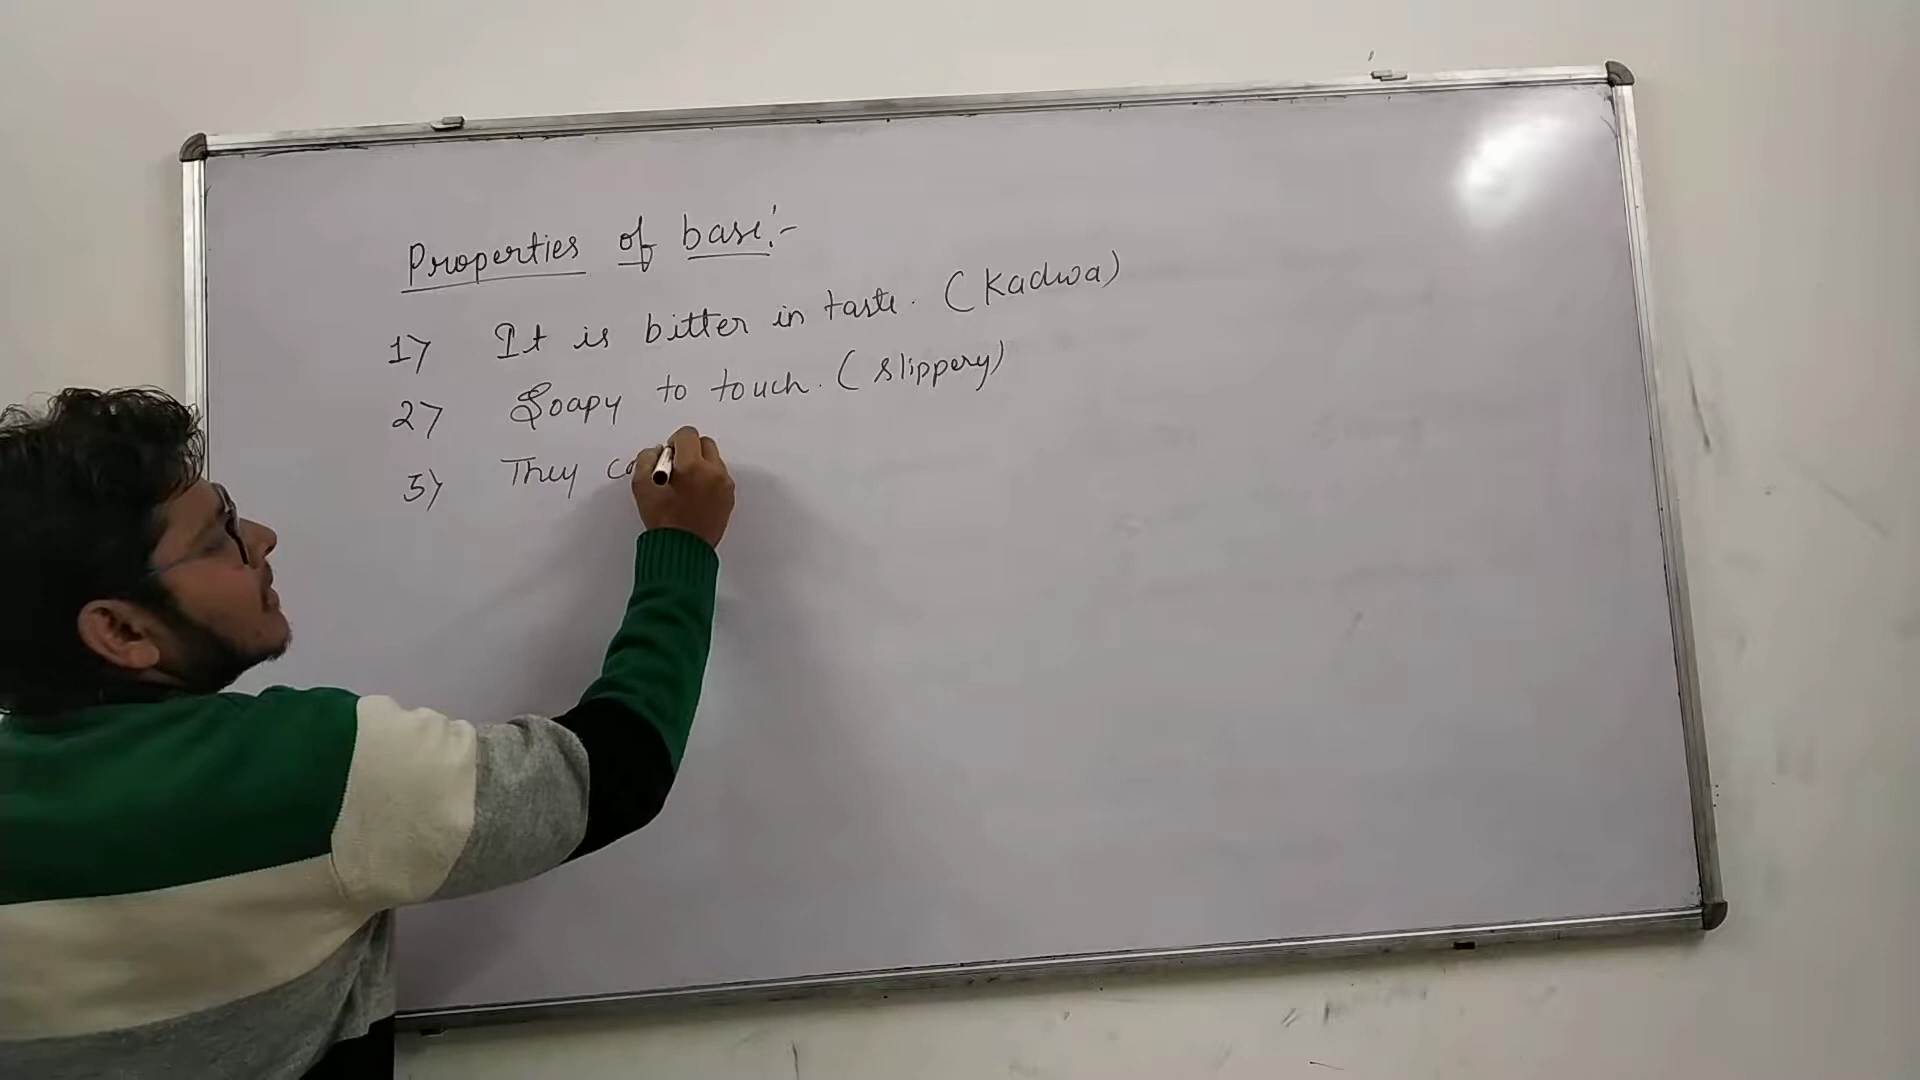 Properties of base:-
1) It is bitter in taste. (Kadwa)
2) Soapy to touch. (slippery)
3) They